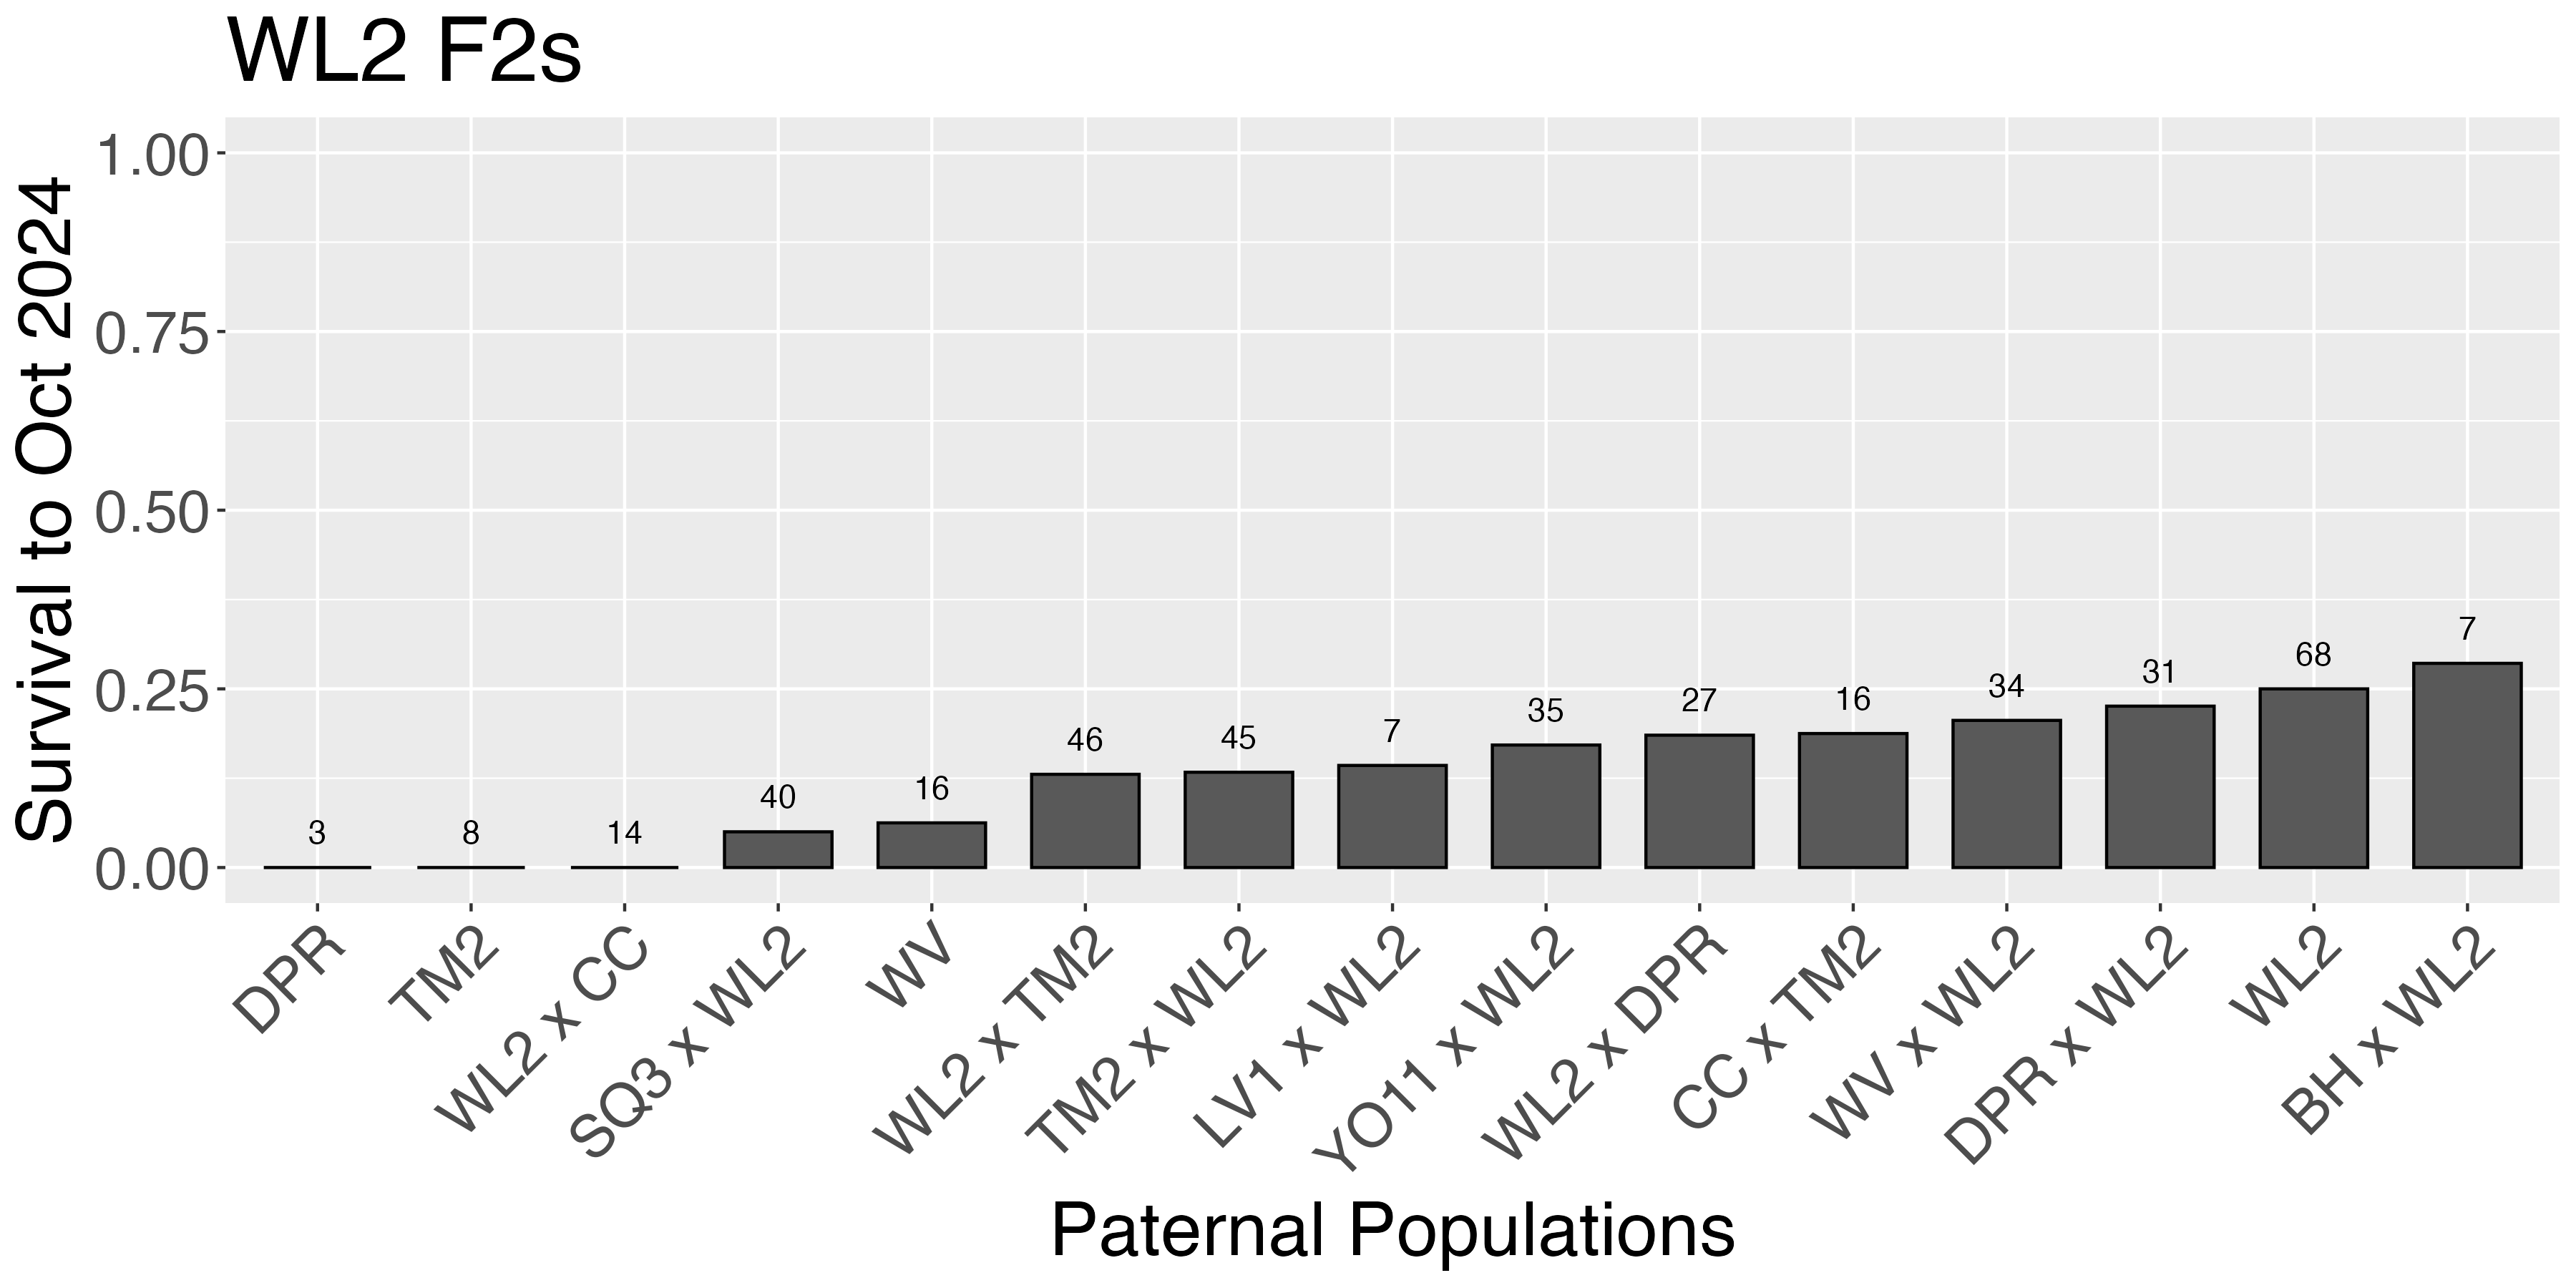 WL2 F2s
Survival to Oct 2024
1.00
0.75
0.50
0.25
0.00
3
8
14
40
16
46
45
7
35
27
16
34
31
68
7
DPR
TM2
WL2 x CC
SQ3 x WL2
WV
WL2 x TM2
TM2 x WL2
LV1 x WL2
YO11 x WL2
WL2 x DPR
CC x TM2
WV x WL2
DPR x WL2
WL2
BH x WL2
Paternal Populations